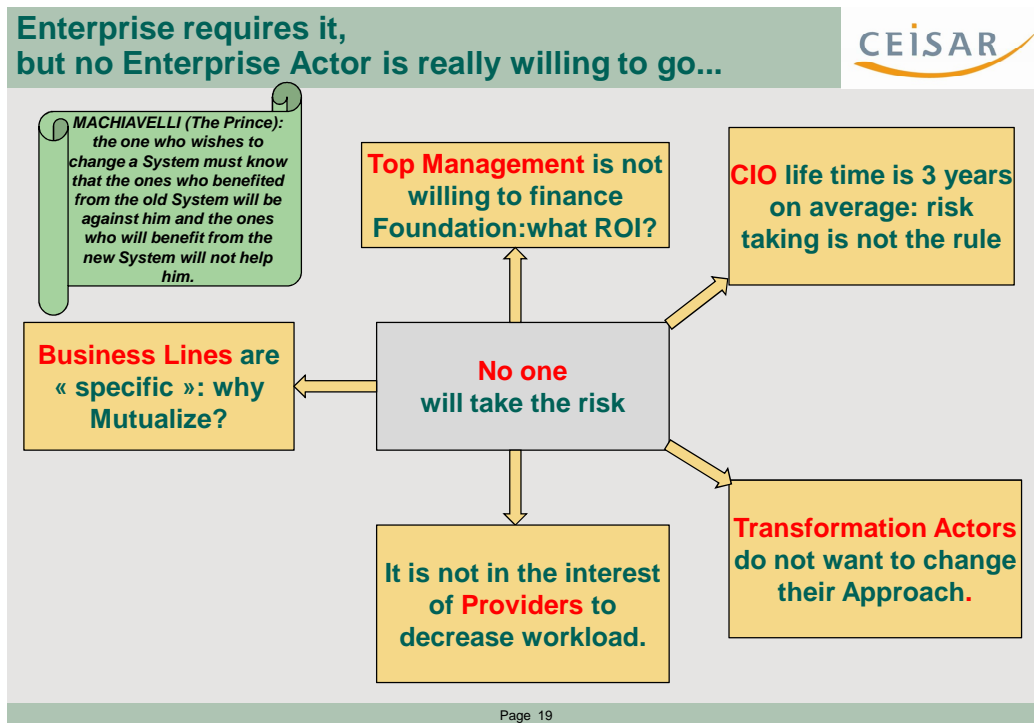 Enterprise requires it,
but no Enterprise Actor is really willing to go...
CEISAR
MACHIAVELLI (The Prince):
the one who wishes to
change a System must know
that the ones who benefited
from the old System will be
against him and the ones
who will benefit from the
new System will not help
him.
Top Management is not
willing to finance
Foundation:what ROI?
CIO life time is 3 years
on average: risk
taking is not the rule
Business Lines are
« specific »: why
Mutualize?
No one
will take the risk
It is not in the interest
of Providers to
decrease workload.
Transformation Actors
do not want to change
their Approach.
Page 19